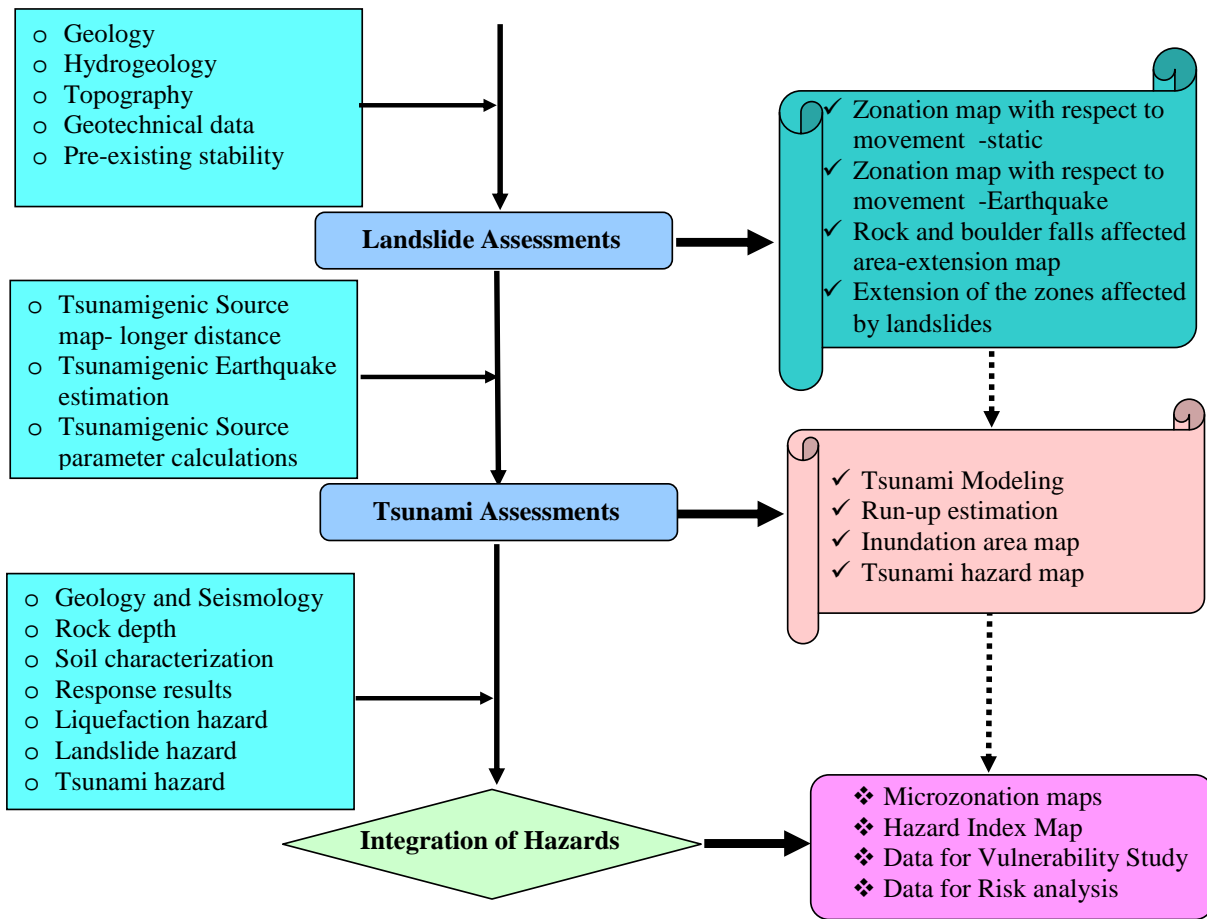 Geology
Hydrogeology
Topography
Geotechnical data
Pre-existing stability
Landslide Assessments
Zonation map with respect to
movement -static
Zonation map with respect to
movement -Earthquake
Rock and boulder falls affected
area-extension map
Extension of the zones affected
by landslides
Tsunamigenic Source
map- longer distance
Tsunamigenic Earthquake
estimation
Tsunamigenic Source
parameter calculations
Tsunami Assessments
Tsunami Modeling
Run-up estimation
Inundation area map
Tsunami hazard map
Geology and Seismology
Rock depth
Soil characterization
Response results
Liquefaction hazard
Landslide hazard
Tsunami hazard
Integration of Hazards
Microzonation maps
Hazard Index Map
Data for Vulnerability Study
Data for Risk analysis